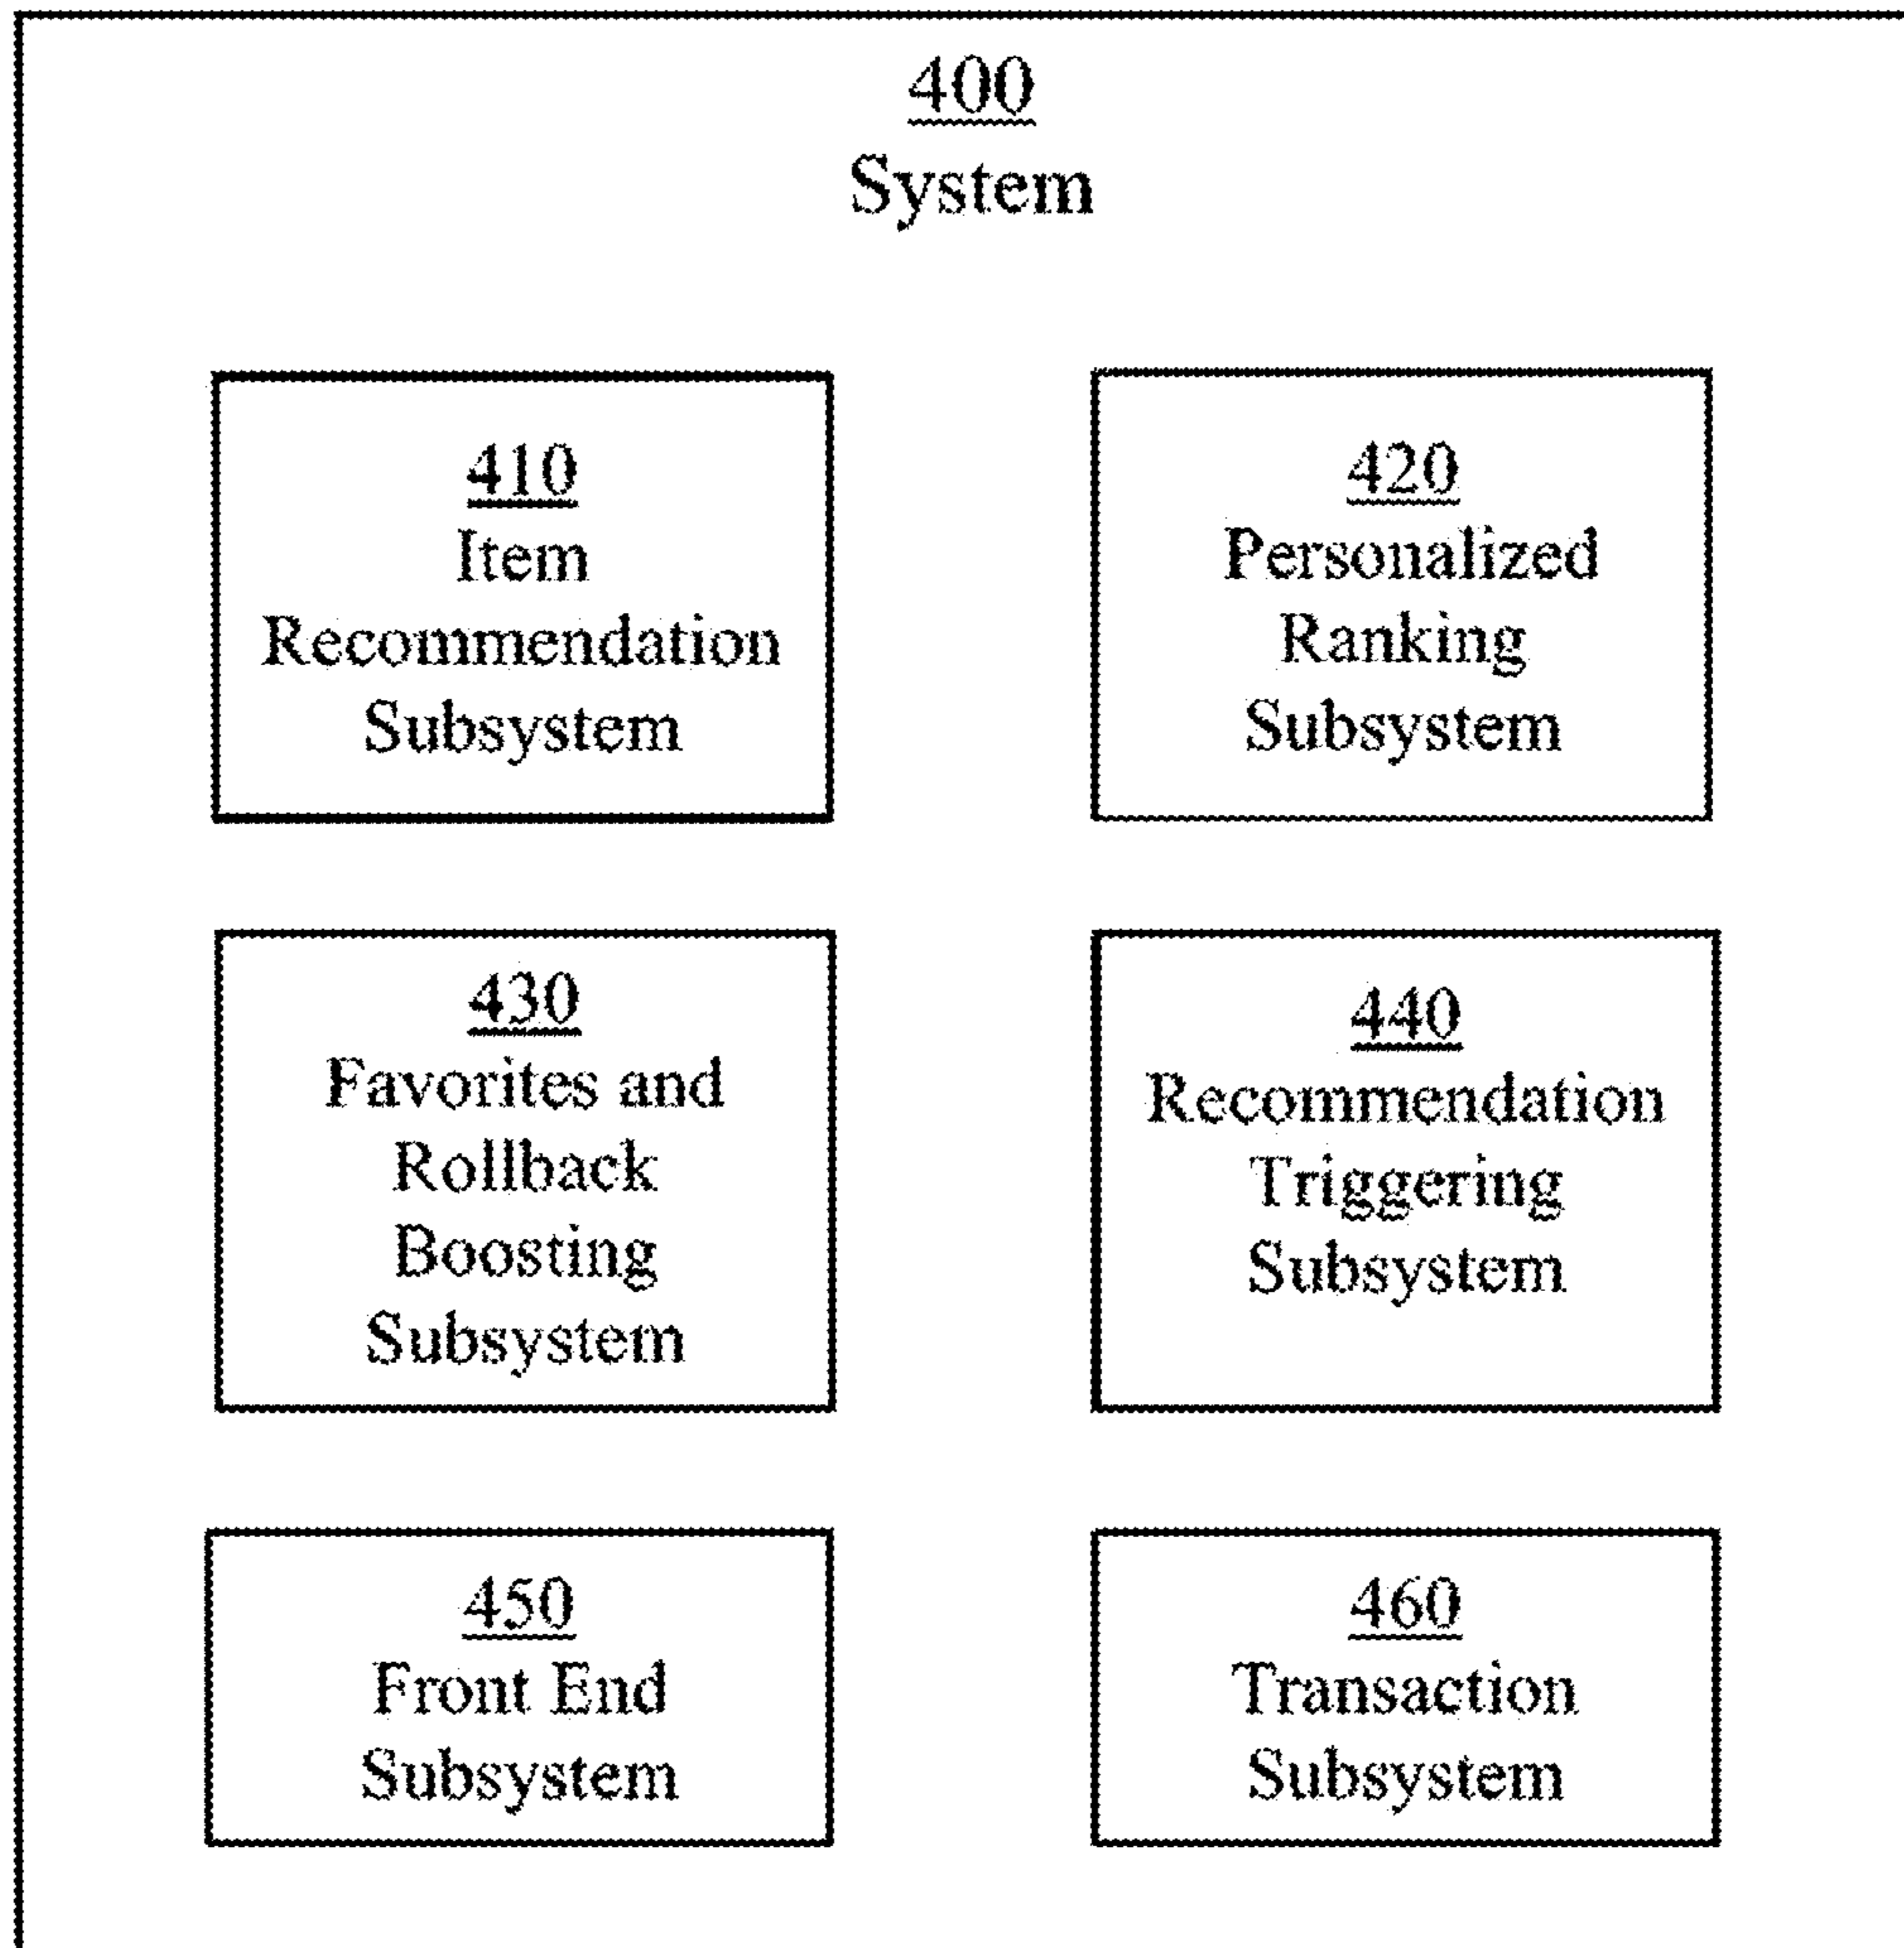 400
System
410
Item
Recommendation
Subsystem
420
Personalized
Ranking
Subsystem
430
Favorites and
Rollback
Boosting
Subsystem
440
Recommendation
Triggering
Subsystem
450
Front End
Subsystem
460
Transaction
Subsystem